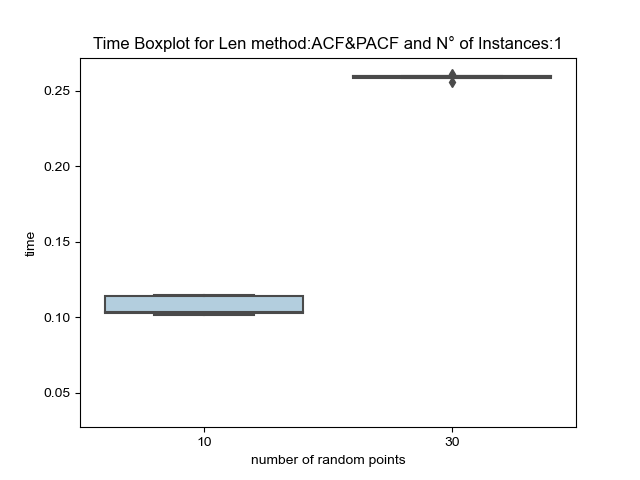 Time Boxplot for Len method:ACF&PACF and N° of Instances:1
0.25
0.20
0.15
0.10
0.05
time
10
30
number of random points